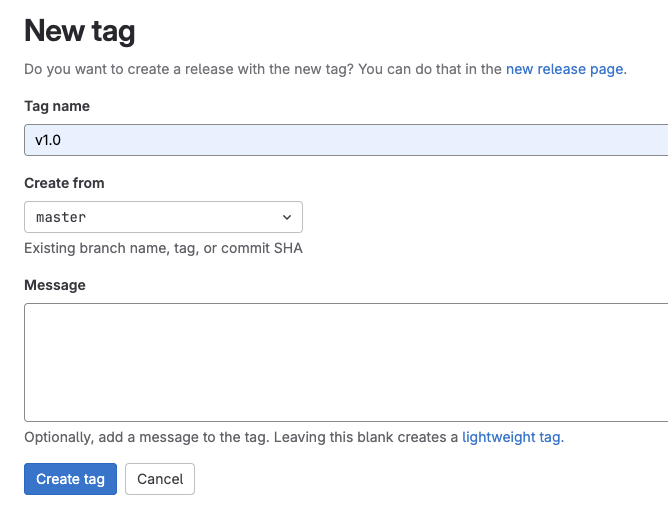 New tag
Do you want to create a release with the new tag? You can do that in the new release page.
Tag name
v1.0
Create from
master
Existing branch name, tag, or commit SHA
Message
Optionally, add a message to the tag. Leaving this blank creates a lightweight tag.
Create tag
Cancel